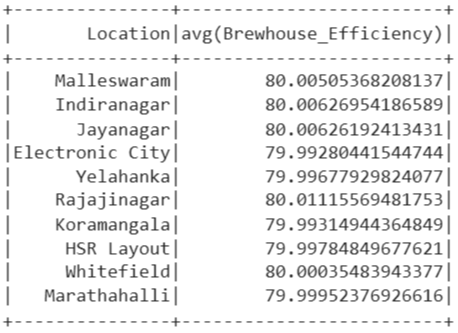 +---------------+-------------------------+
|       Location|avg(Brewhouse_Efficiency)|
+---------------+-------------------------+
|    Malleswaram|        80.00505368208137|
|    Indiranagar|        80.00626954186589|
|      Jayanagar|        80.00626192413431|
|Electronic City|        79.99280441544744|
|      Yelahanka|        79.99677929824077|
|    Rajajinagar|        80.01115569481753|
|    Koramangala|        79.99314944364849|
|     HSR Layout|        79.99784849677621|
|     Whitefield|        80.00035483943377|
|   Marathahalli|        79.99952376926616|
+---------------+-------------------------+